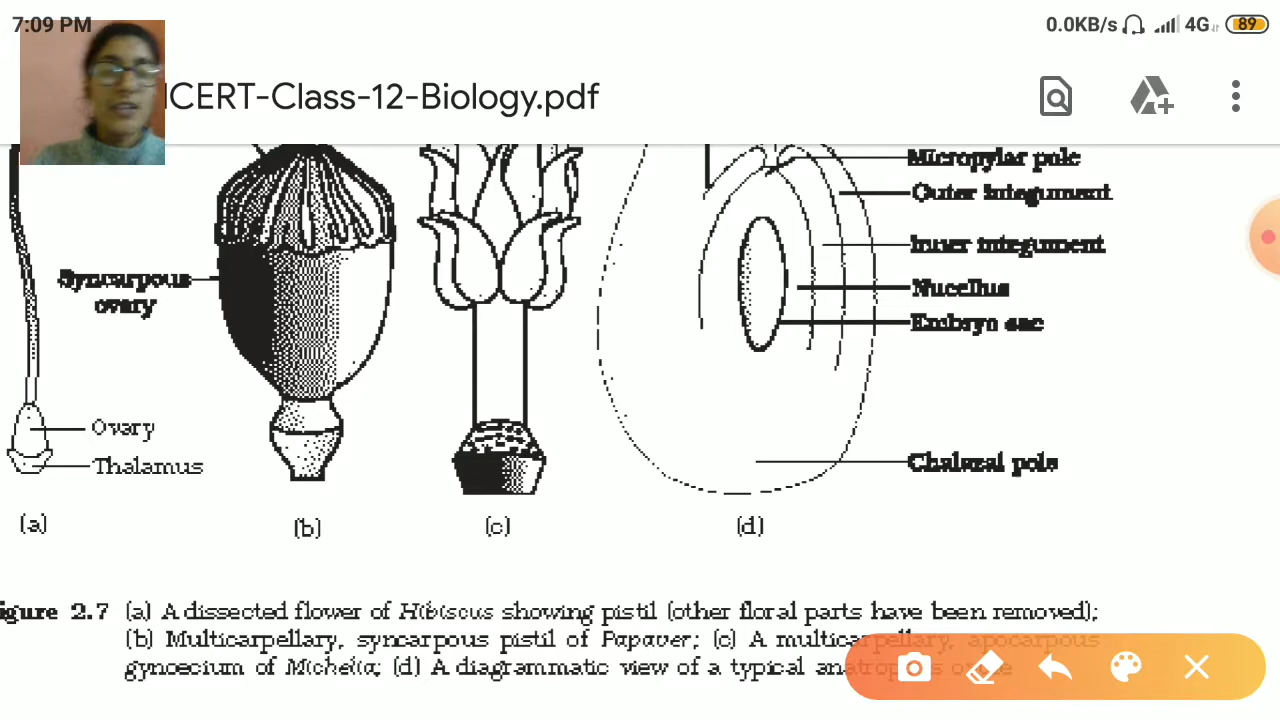 7:09 PM
0.0KB/s 4G 89
CERT-Class-12-Biology.pdf
Micropylar pole
Outer integument
Inner integument
Syncarpous
ovary
Nucellus
Embryo sac
Ovary
Thalamus
Chalazal pole
(a) (b) (c) (d)
igure 2.7 (a) A dissected flower of Hibiscus showing pistil (other floral parts have been removed);
(b) Multicarpellary, syncarpous pistil of Papaver; (c) A multicarpellary, apocarpous
gynoecium of Michelia; (d) A diagrammatic view of a typical